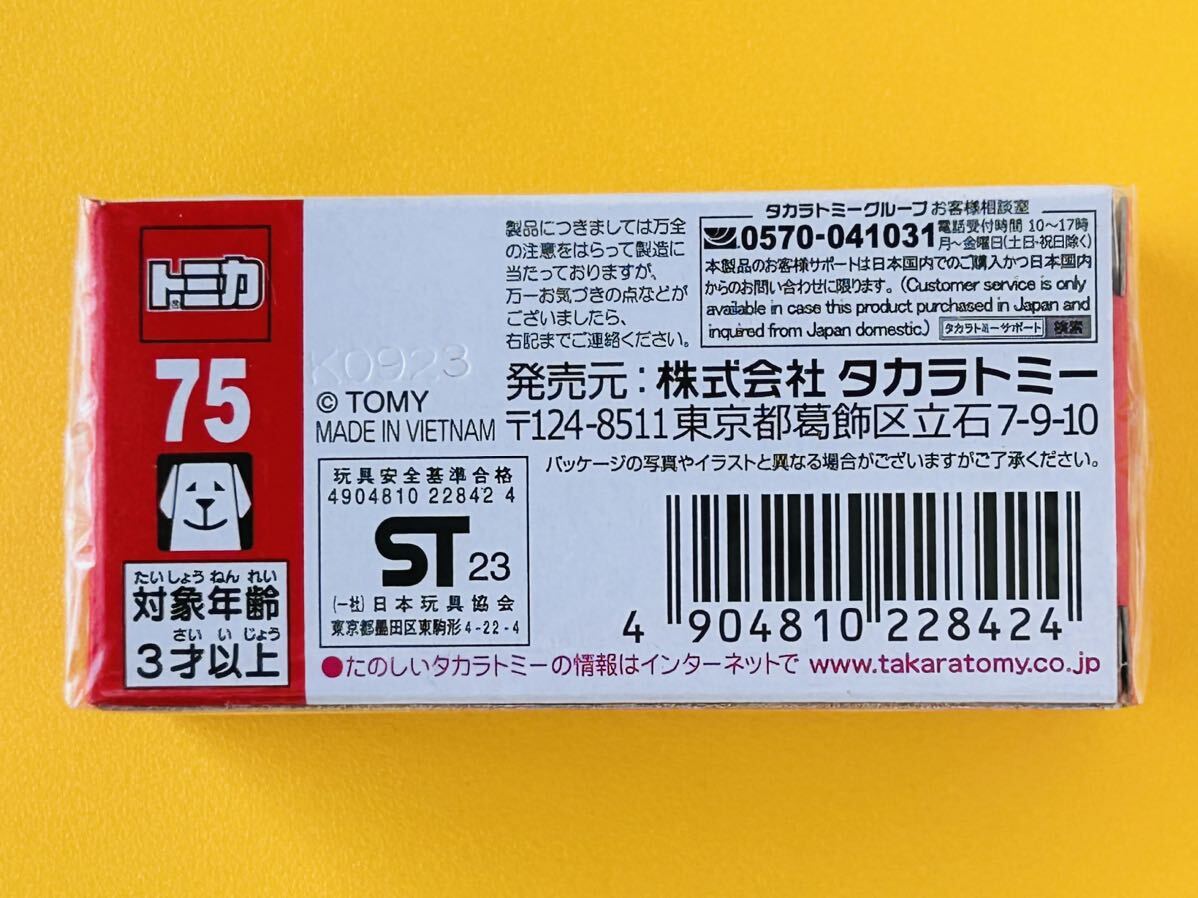 トミカ
75
たいしょうねんれい
対象年齢
さいいじょう
3才以上
K0923
© TOMY
MADE IN VIETNAM
玩具安全基準合格
4904810 22842 4
ST 23
(一社)日本玩具協会
東京都墨田区東駒形4-22-4
製品につきましては万全
の注意をはらって製造に
当たっておりますが、
万一お気づきの点などが
ございましたら、
右記までご連絡ください。
タカラトミーグループ お客様相談室
0570-041031
電話受付時間 10〜17時
月〜金曜日(土日・祝日除く)
本製品のお客様サポートは日本国内でのご購入かつ日本国内
からのお問い合わせに限ります。(Customer service is only
available in case this product purchased in Japan and
inquired from Japan domestic.) タカラトミーサポート 検索
発売元：株式会社 タカラトミー
〒124-8511 東京都葛飾区立石7-9-10
パッケージの写真やイラストと異なる場合がございますがご了承ください。
4 904810 228424
●たのしいタカラトミーの情報はインターネットで www.takaratomy.co.jp